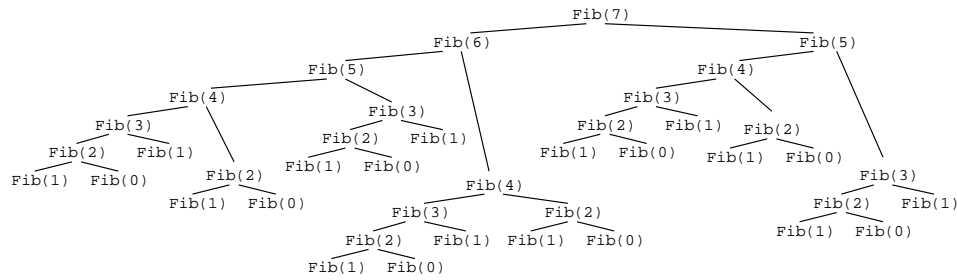 Fib(7)
Fib(6) Fib(5)
Fib(5) Fib(4)
Fib(4) Fib(3) Fib(3)
Fib(3) Fib(2) Fib(1) Fib(2) Fib(1) Fib(2)
Fib(2) Fib(1) Fib(1) Fib(0) Fib(1) Fib(0) Fib(1) Fib(0)
Fib(1) Fib(0) Fib(2) Fib(4) Fib(3)
Fib(1) Fib(0) Fib(3) Fib(2) Fib(2) Fib(1)
Fib(2) Fib(1) Fib(1) Fib(0) Fib(1) Fib(0)
Fib(1) Fib(0)